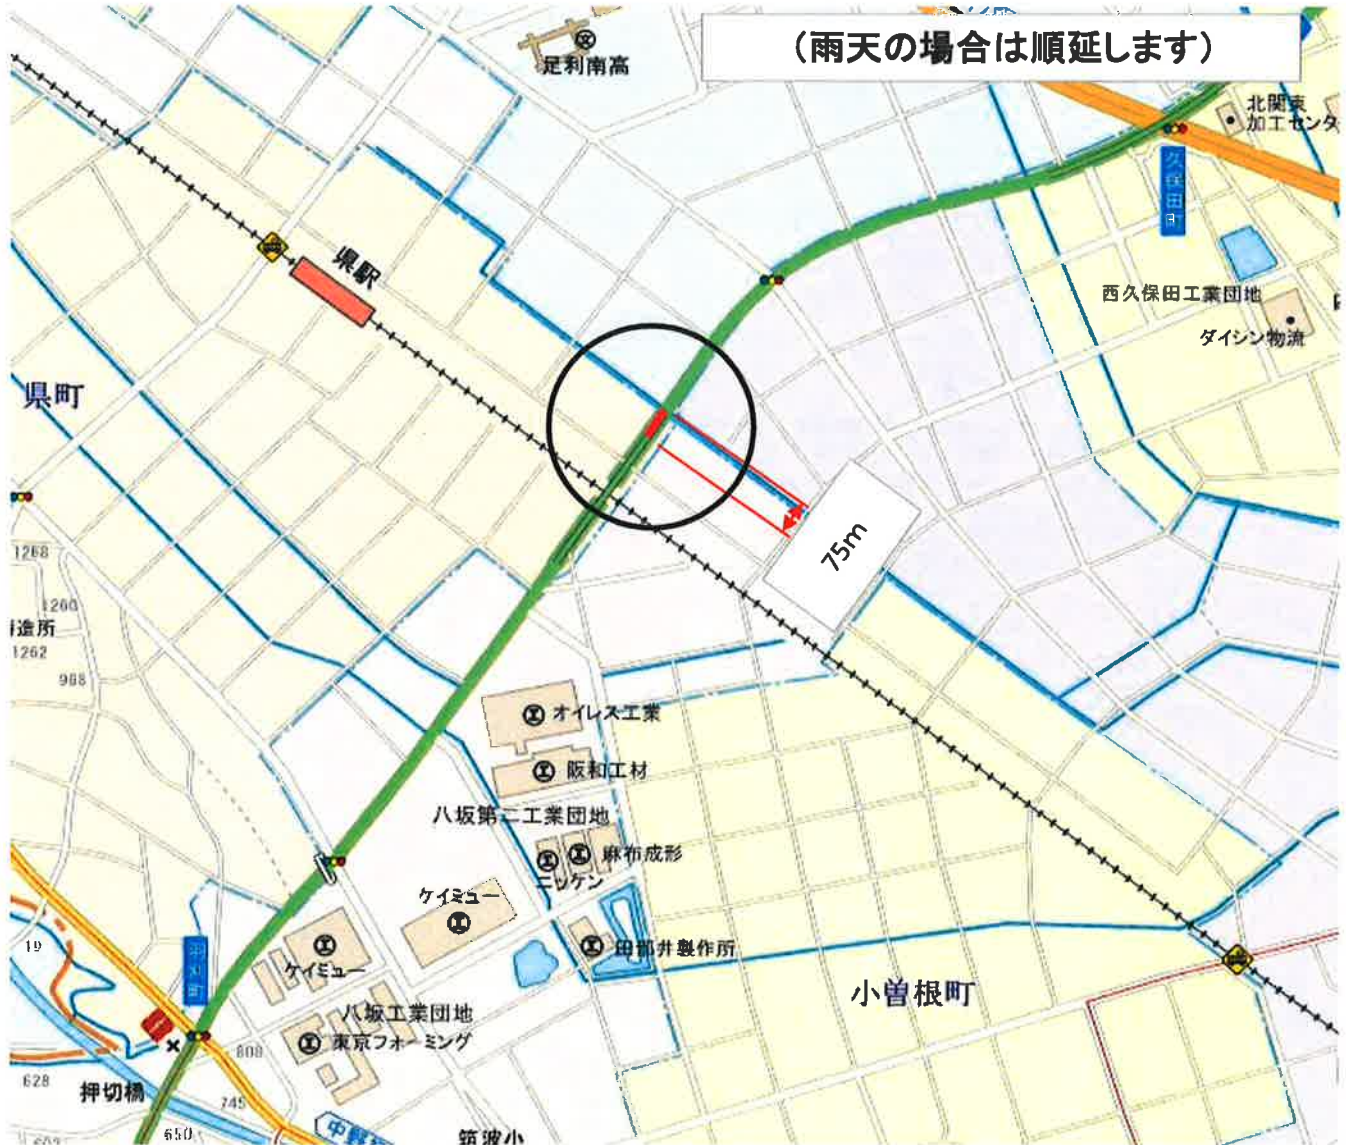 (雨天の場合は順延します)
足利南高
北関東
加工センタ
久保田町
県駅
西久保田工業団地
ダイシン物流
県町
75m
1268
1260
造所
1262
968
オイレス工業
阪和工材
八坂第二工業団地
麻布成形
ニッケン
ケイミュー
田部井製作所
19
ケイミュー
小曽根町
八坂工業団地
東京フォーミング
808
628
押切橋
745
650
筑波小